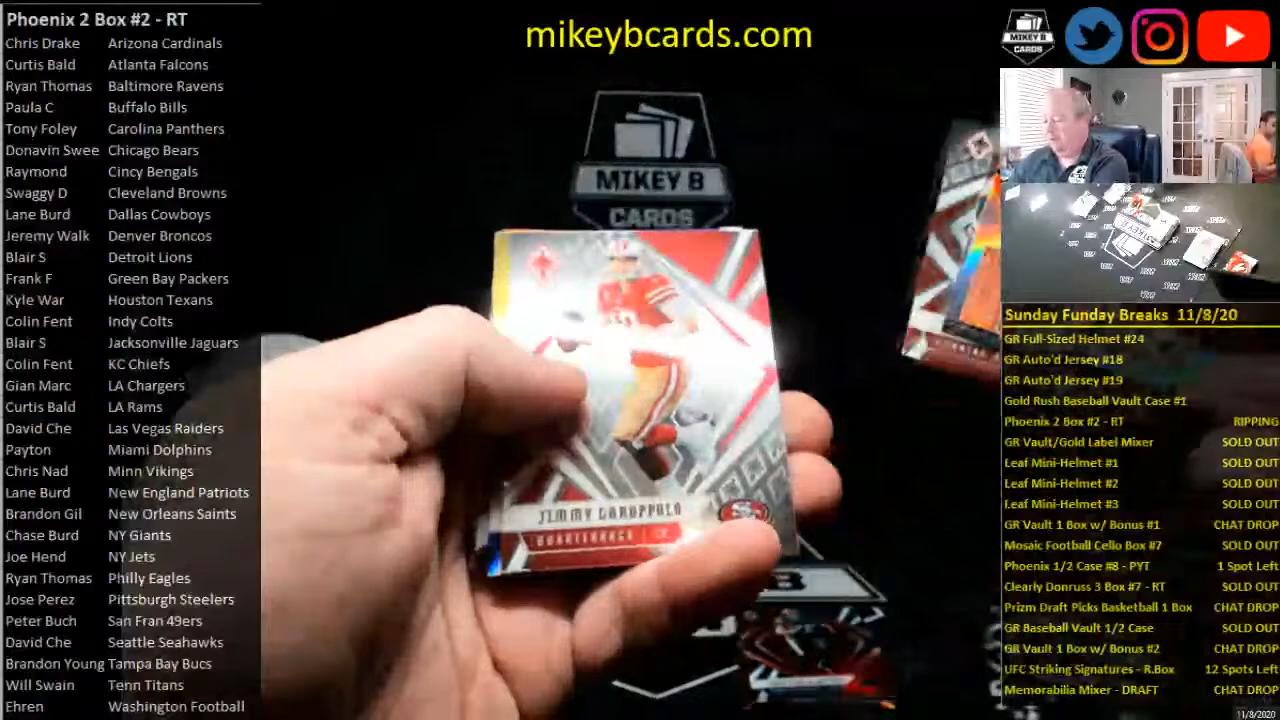 Phoenix 2 Box #2 - RT
Chris Drake Arizona Cardinals
Curtis Bald Atlanta Falcons
Ryan Thomas Baltimore Ravens
Paula C Buffalo Bills
Tony Foley Carolina Panthers
Donavin Swee Chicago Bears
Raymond Cincy Bengals
Swaggy D Cleveland Browns
Lane Burd Dallas Cowboys
Jeremy Walk Denver Broncos
Blair S Detroit Lions
Frank F Green Bay Packers
Kyle War Houston Texans
Colin Fent Indy Colts
Blair S Jacksonville Jaguars
Colin Fent KC Chiefs
Gian Marc LA Chargers
Curtis Bald LA Rams
David Che Las Vegas Raiders
Payton Miami Dolphins
Chris Nad Minn Vikings
Lane Burd New England Patriots
Brandon Gil New Orleans Saints
Chase Burd NY Giants
Joe Hend NY Jets
Ryan Thomas Philly Eagles
Jose Perez Pittsburgh Steelers
Peter Buch San Fran 49ers
David Che Seattle Seahawks
Brandon Young Tampa Bay Bucs
Will Swain Tenn Titans
Ehren Washington Football
mikeybcards.com
MIKEY B
CARDS
JIMMY GAROPPOLO
QUARTERBACK
MIKEY B
CARDS
Sunday Funday Breaks 11/8/20
GR Full-Sized Helmet #24
GR Auto'd Jersey #18
GR Auto'd Jersey #19
Gold Rush Baseball Vault Case #1
Phoenix 2 Box #2 - RT RIPPING
GR Vault/Gold Label Mixer SOLD OUT
Leaf Mini-Helmet #1 SOLD OUT
Leaf Mini-Helmet #2 SOLD OUT
Leaf Mini-Helmet #3 SOLD OUT
GR Vault 1 Box w/ Bonus #1 CHAT DROP
Mosaic Football Cello Box #7 SOLD OUT
Phoenix 1/2 Case #8 - PYT 1 Spot Left
Clearly Donruss 3 Box #7 - RT SOLD OUT
Prizm Draft Picks Basketball 1 Box CHAT DROP
GR Baseball Vault 1/2 Case SOLD OUT
GR Vault 1 Box w/ Bonus #2 CHAT DROP
UFC Striking Signatures - R.Box 12 Spots Left
Memorabilia Mixer - DRAFT CHAT DROP
11/8/2020